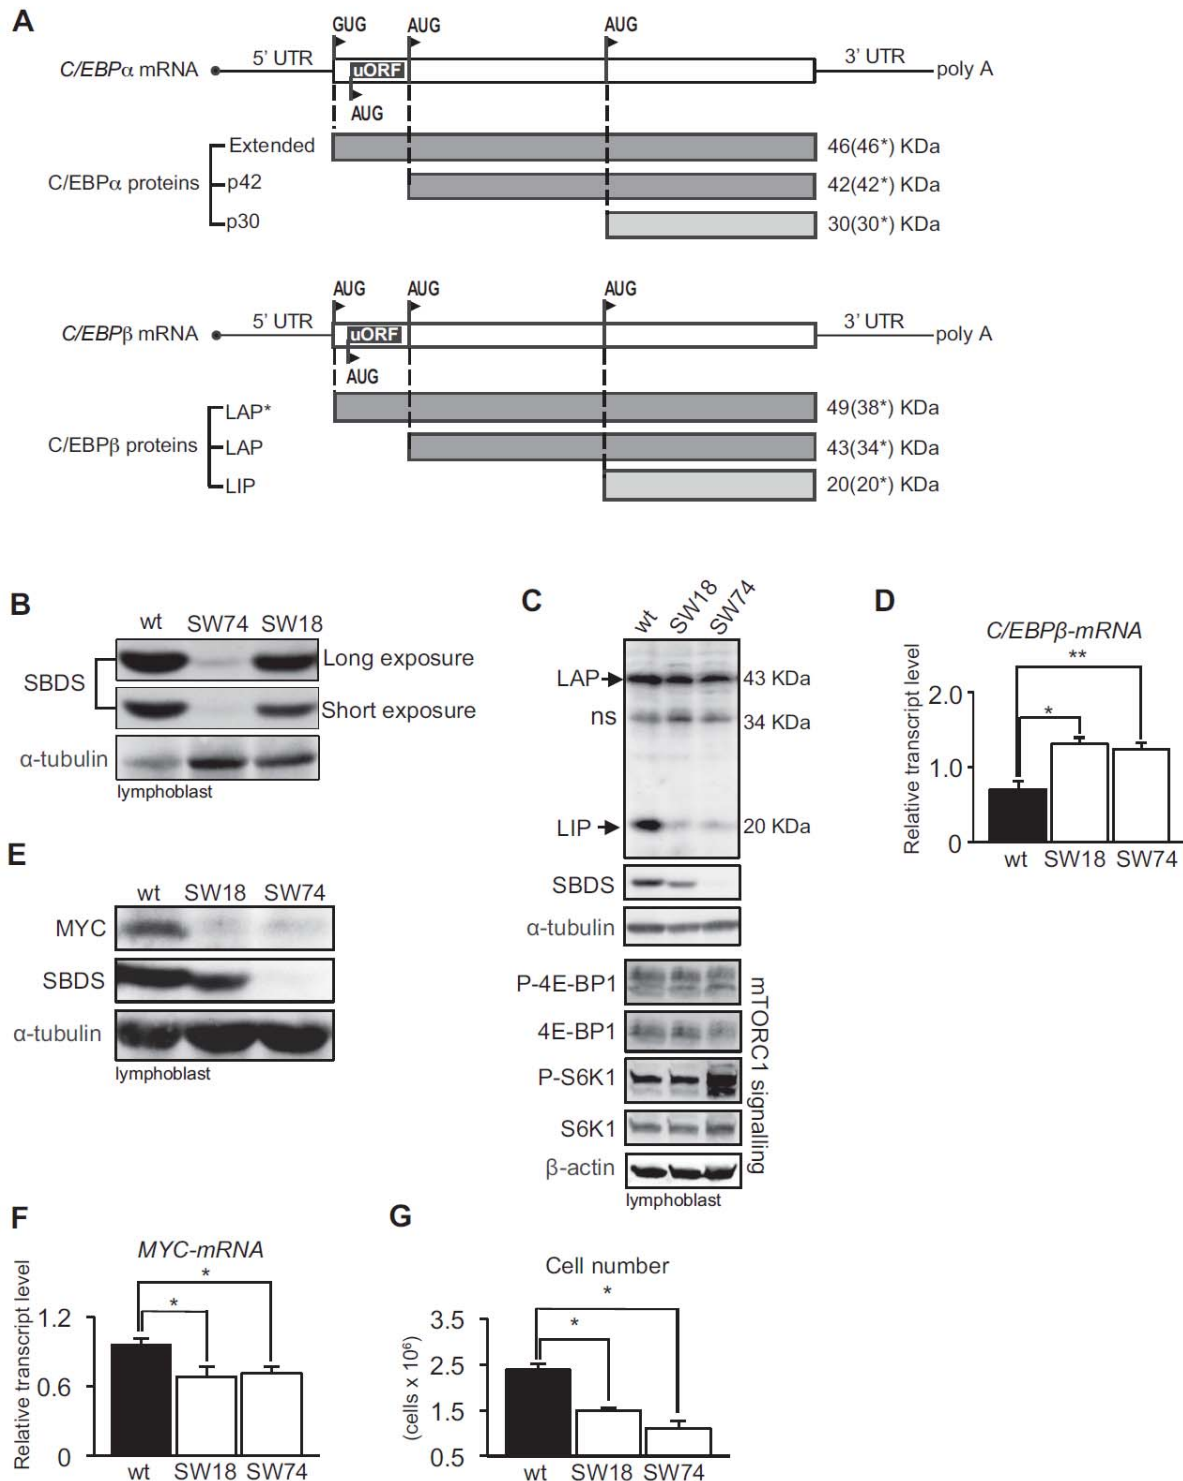 A
GUG AUG AUG
C/EBPα mRNA 5' UTR uORF 3' UTR poly A
AUG
C/EBPα proteins
Extended 46(46*) KDa
p42 42(42*) KDa
p30 30(30*) KDa
AUG AUG AUG
C/EBPβ mRNA 5' UTR uORF 3' UTR poly A
AUG
C/EBPβ proteins
LAP* 49(38*) KDa
LAP 43(34*) KDa
LIP 20(20*) KDa
B
wt SW74 SW18
SBDS
Long exposure
Short exposure
α-tubulin
lymphoblast
C
wt SW18 SW74
LAP 43 KDa
ns 34 KDa
LIP 20 KDa
SBDS
α-tubulin
P-4E-BP1
4E-BP1
P-S6K1
S6K1
β-actin
mTORC1 signalling
lymphoblast
D
C/EBPβ-mRNA
Relative transcript level
**
*
2.0
1.0
0
wt SW18 SW74
E
wt SW18 SW74
MYC
SBDS
α-tubulin
lymphoblast
F
MYC-mRNA
Relative transcript level
*
*
1.2
0.6
0
wt SW18 SW74
G
Cell number
(cells x 10⁶)
*
*
3.5
2.5
1.5
0.5
wt SW18 SW74